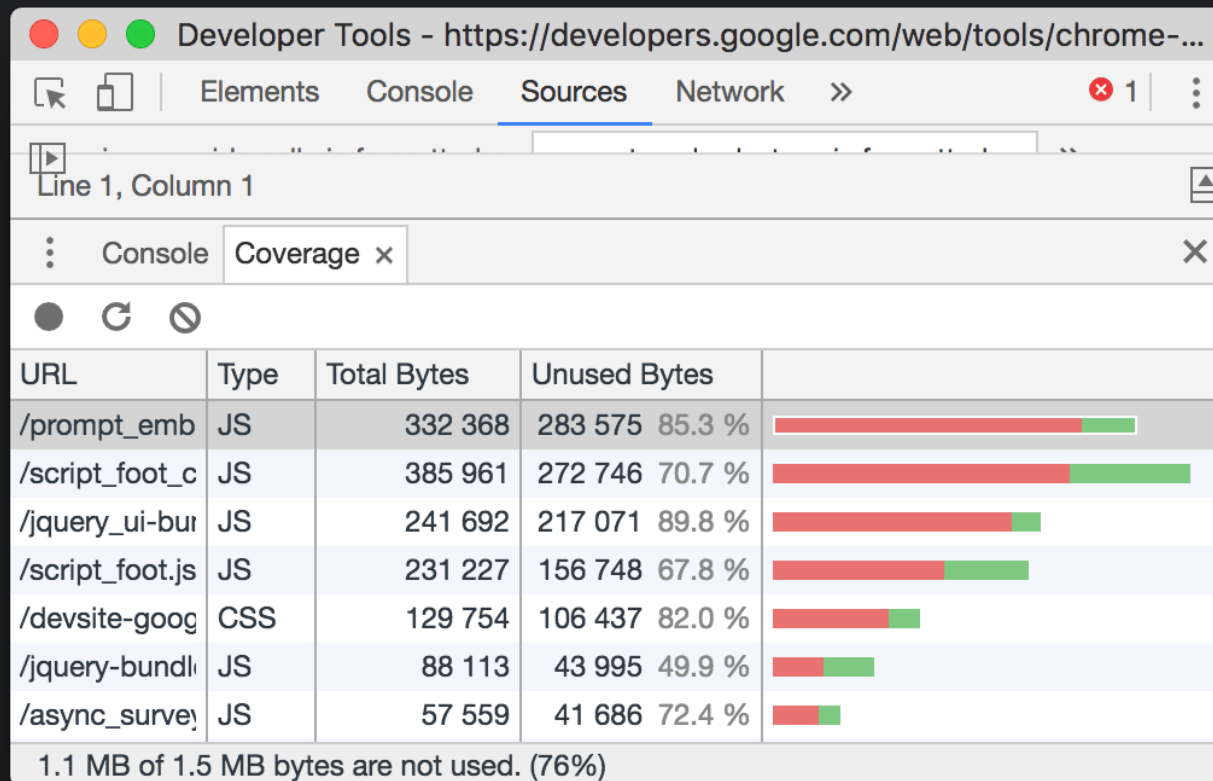 Developer Tools - https://developers.google.com/web/tools/chrome-...
Elements Console Sources Network » 1
Line 1, Column 1
Console Coverage ×
URL Type Total Bytes Unused Bytes
/prompt_emb JS 332 368 283 575 85.3 %
/script_foot_c JS 385 961 272 746 70.7 %
/jquery_ui-bun JS 241 692 217 071 89.8 %
/script_foot.js JS 231 227 156 748 67.8 %
/devsite-goog CSS 129 754 106 437 82.0 %
/jquery-bundl JS 88 113 43 995 49.9 %
/async_survey JS 57 559 41 686 72.4 %
1.1 MB of 1.5 MB bytes are not used. (76%)